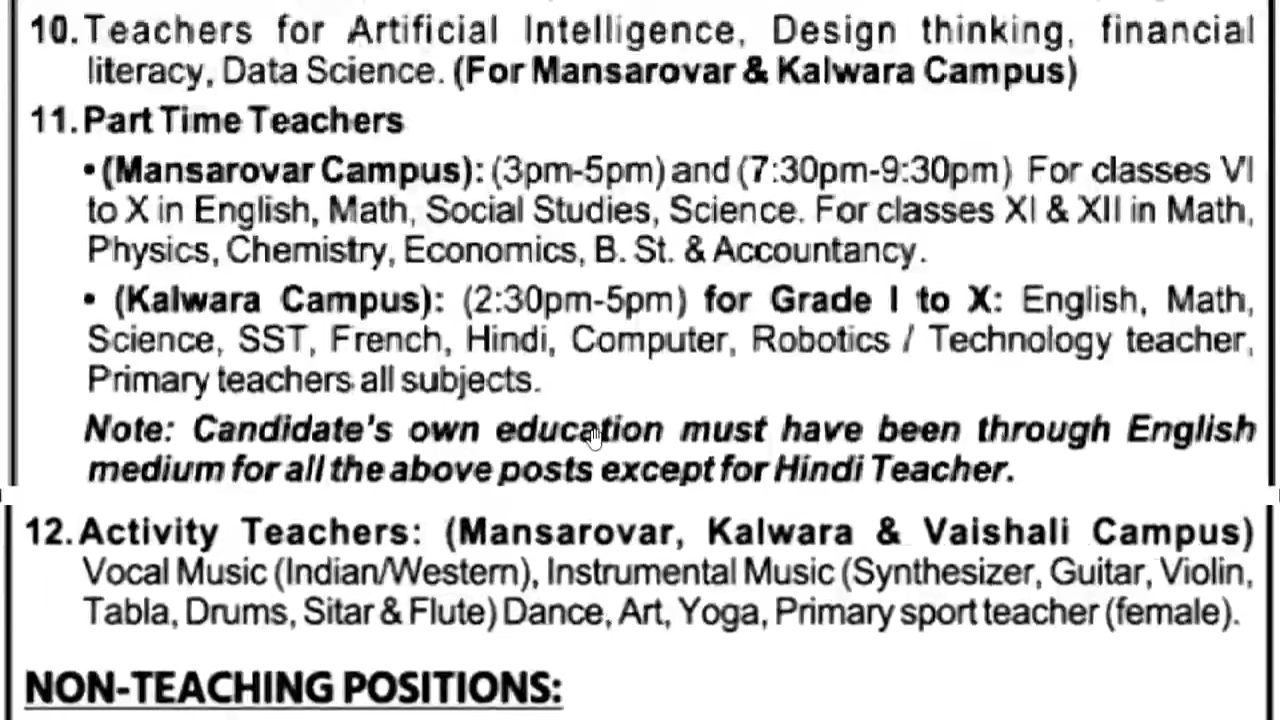 10. Teachers for Artificial Intelligence, Design thinking, financial
literacy, Data Science. (For Mansarovar & Kalwara Campus)
11. Part Time Teachers
• (Mansarovar Campus): (3pm-5pm) and (7:30pm-9:30pm) For classes VI
to X in English, Math, Social Studies, Science. For classes XI & XII in Math,
Physics, Chemistry, Economics, B. St. & Accountancy.
• (Kalwara Campus): (2:30pm-5pm) for Grade I to X: English, Math,
Science, SST, French, Hindi, Computer, Robotics / Technology teacher,
Primary teachers all subjects.
Note: Candidate's own education must have been through English
medium for all the above posts except for Hindi Teacher.
12. Activity Teachers: (Mansarovar, Kalwara & Vaishali Campus)
Vocal Music (Indian/Western), Instrumental Music (Synthesizer, Guitar, Violin,
Tabla, Drums, Sitar & Flute) Dance, Art, Yoga, Primary sport teacher (female).
NON-TEACHING POSITIONS: